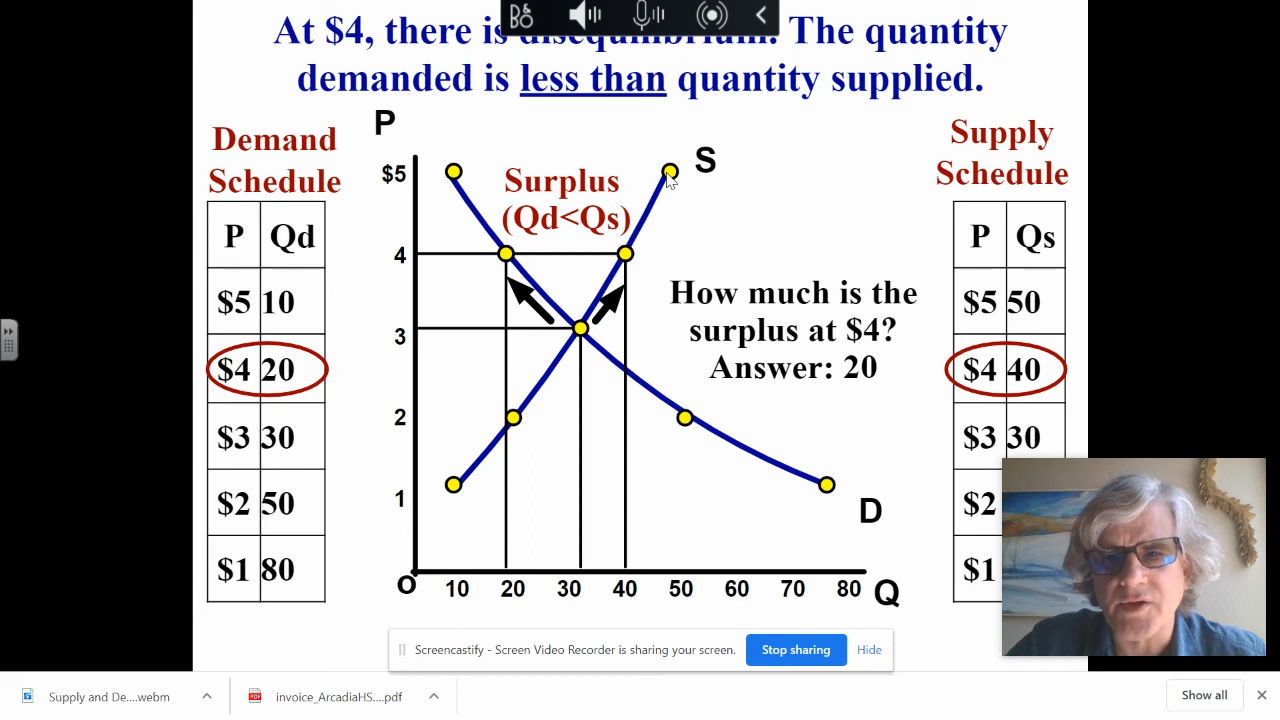 At $4, there is disequilibrium. The quantity
demanded is less than quantity supplied.
Demand
Schedule
P Qd
$5 10
$4 20
$3 30
$2 50
$1 80
P
$5
4
3
2
1
O
10 20 30 40 50 60 70 80
Q
S
D
Surplus
(Qd<Qs)
How much is the
surplus at $4?
Answer: 20
Supply
Schedule
P Qs
$5 50
$4 40
$3 30
$2
$1
Screencastify - Screen Video Recorder is sharing your screen.
Stop sharing
Hide
Supply and De....webm
invoice_ArcadiaHS....pdf
Show all